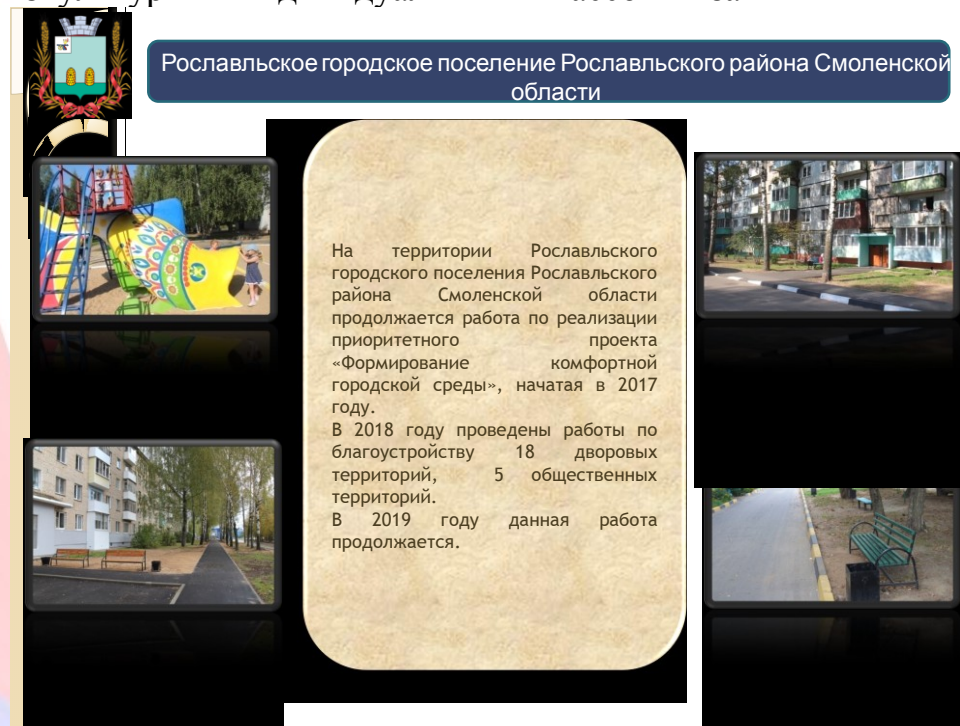 Рославльское городское поселение Рославльского района Смоленской
области
На территории Рославльского
городского поселения Рославльского
района Смоленской области
продолжается работа по реализации
приоритетного проекта
«Формирование комфортной
городской среды», начатая в 2017
году.
В 2018 году проведены работы по
благоустройству 18 дворовых
территорий, 5 общественных
территорий.
В 2019 году данная работа
продолжается.